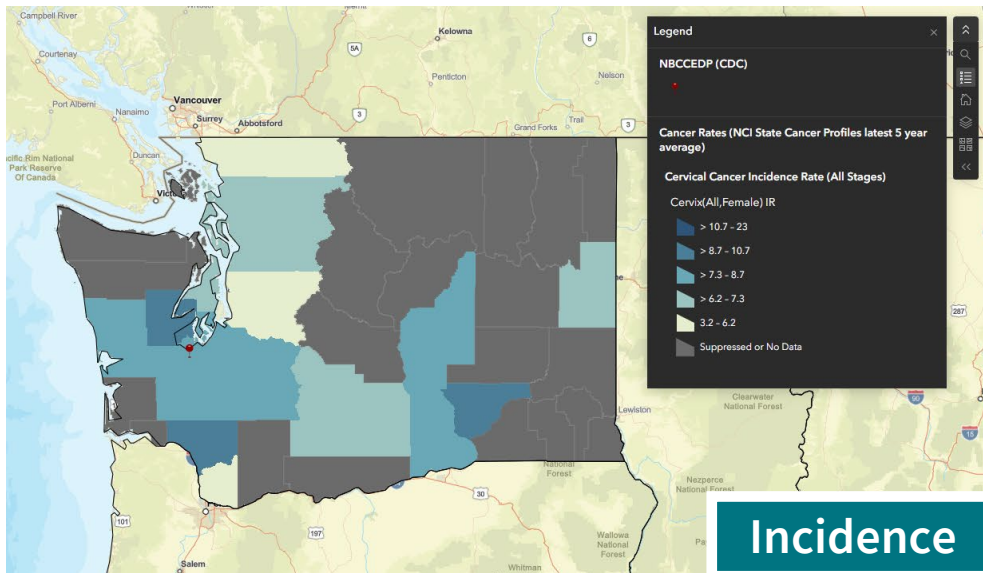 Campbell River
Courtenay
Port Alberni
Nanaimo
Vancouver
Surrey
Abbotsford
Duncan
Pacific Rim National
Park Reserve
Of Canada
Kelowna
Penticton
Nelson
Trail
Grand Forks
5A
6
3
3
Legend
×
NBCCEDP (CDC)
Cancer Rates (NCI State Cancer Profiles latest 5 year
average)
Cervical Cancer Incidence Rate (All Stages)
Cervix(All,Female) IR
> 10.7 – 23
> 8.7 – 10.7
> 7.3 – 8.7
> 6.2 – 7.3
3.2 – 6.2
Suppressed or No Data
287
Clearwater
National Forest
90
15
Lewiston
National
Forest
Nezperce
National Forest
30
101
197
Salem
Wallowa
National
Forest
Whitman
Incidence